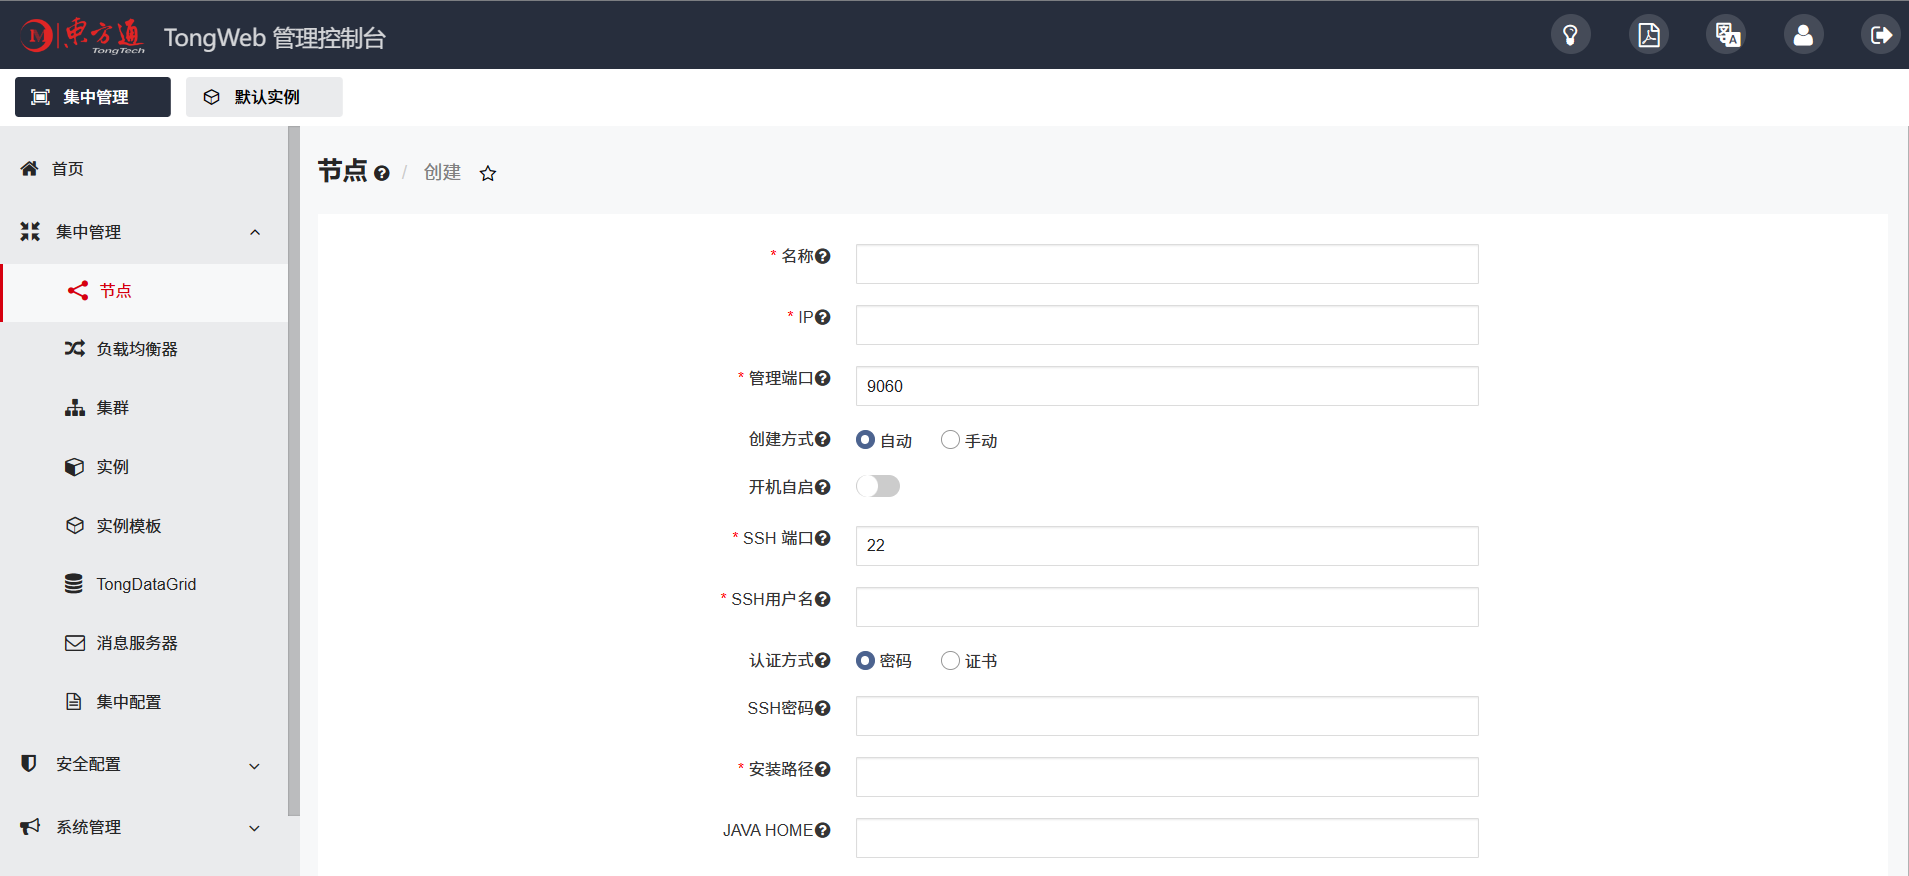 東方通
TongTech
TongWeb 管理控制台
集中管理
默认实例
首页
集中管理
节点
负载均衡器
集群
实例
实例模板
TongDataGrid
消息服务器
集中配置
安全配置
系统管理
节点 / 创建
* 名称
* IP
* 管理端口 9060
创建方式 自动 手动
开机自启
* SSH 端口 22
* SSH用户名
认证方式 密码 证书
SSH密码
* 安装路径
JAVA HOME